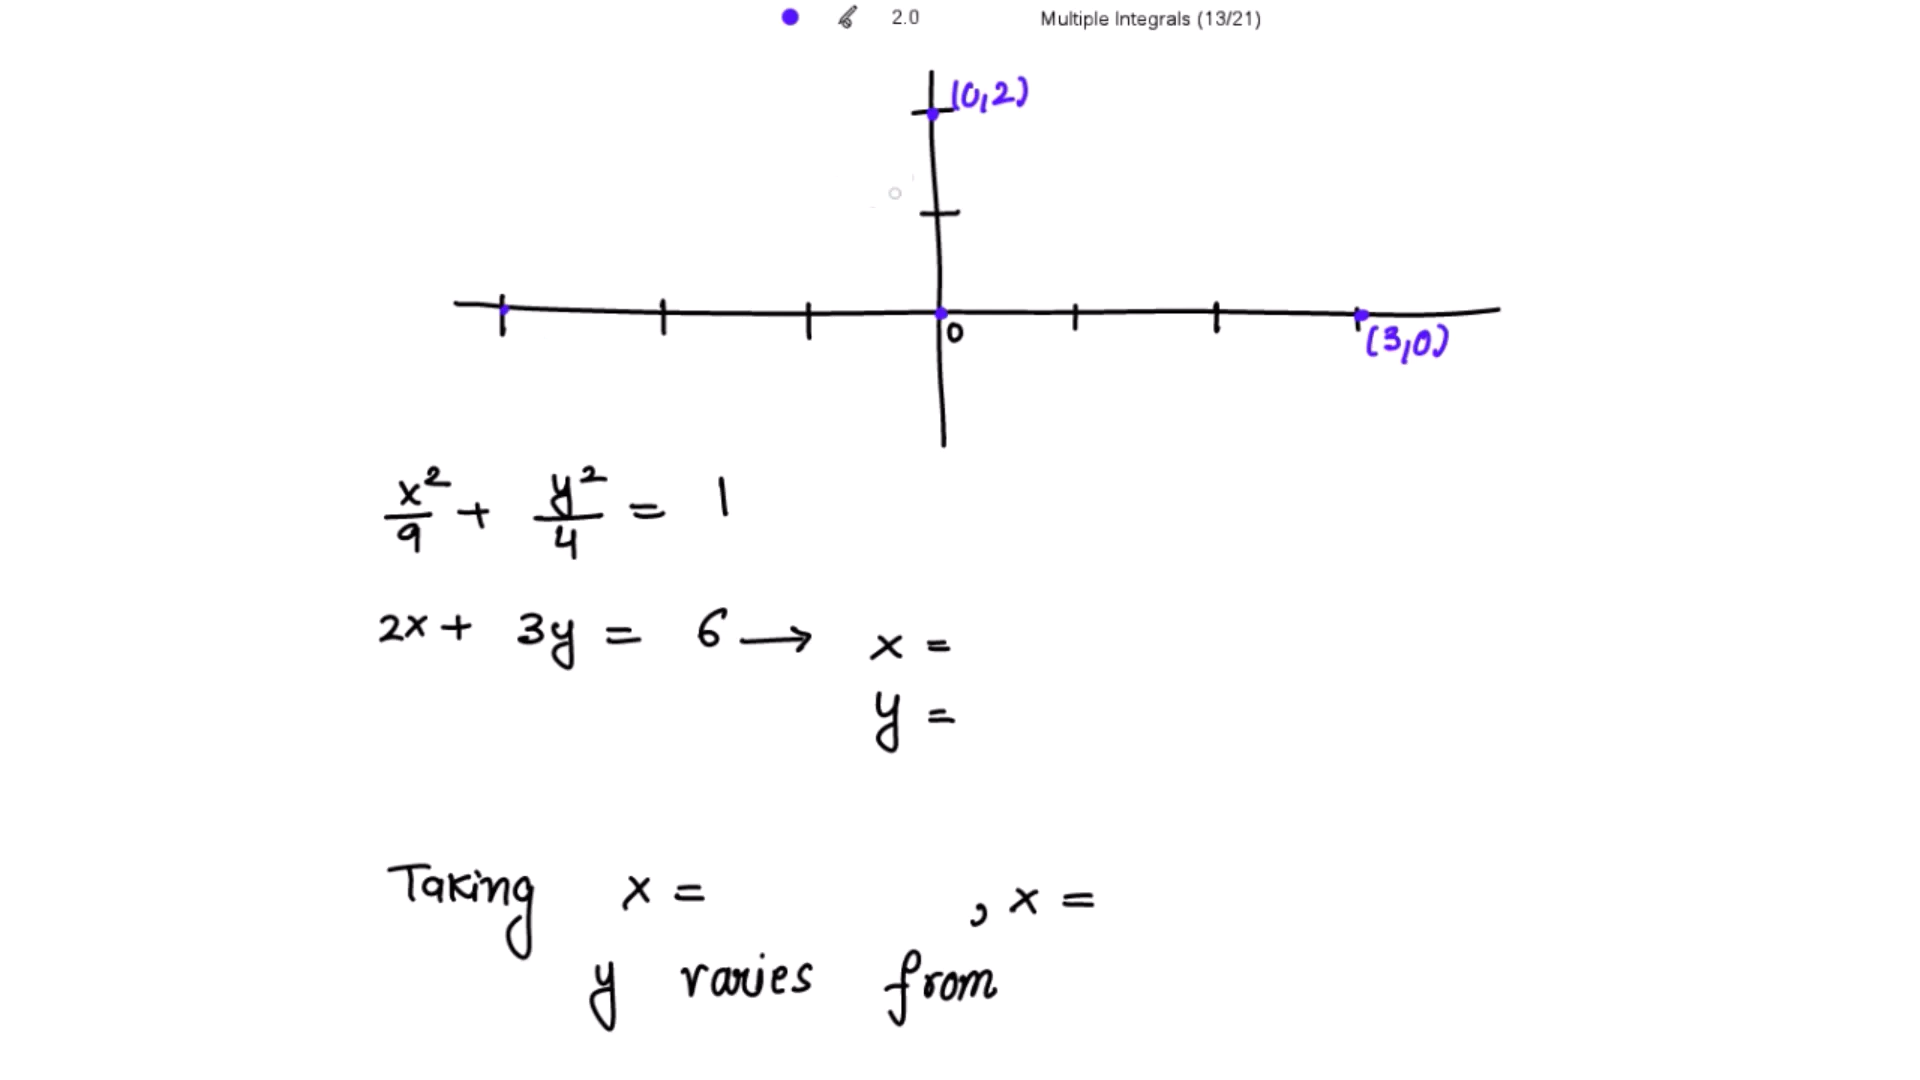 2.0 Multiple Integrals (13/21)
(0,2)
0
(3,0)
x²/9 + y²/4 = 1
2x + 3y = 6 → x =
y =
Taking x = , x =
y varies from